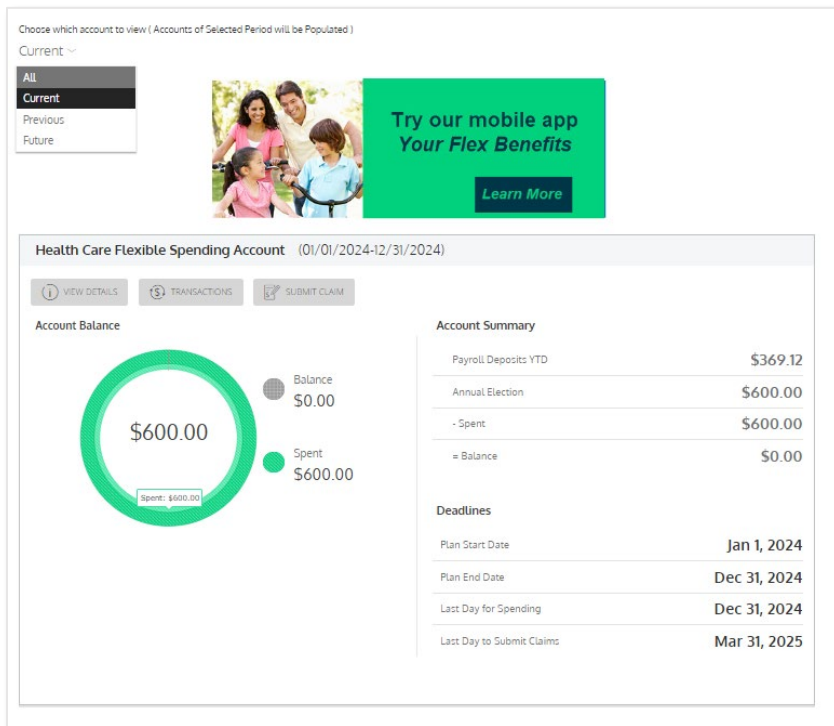 Choose which account to view ( Accounts of Selected Period will be Populated )
Current
All
Current
Previous
Future
Try our mobile app
Your Flex Benefits
Learn More
Health Care Flexible Spending Account (01/01/2024-12/31/2024)
VIEW DETAILS TRANSACTIONS SUBMIT CLAIM
Account Balance
$600.00
Spent: $600.00
Balance
$0.00
Spent
$600.00
Account Summary
Payroll Deposits YTD $369.12
Annual Election $600.00
- Spent $600.00
= Balance $0.00
Deadlines
Plan Start Date Jan 1, 2024
Plan End Date Dec 31, 2024
Last Day for Spending Dec 31, 2024
Last Day to Submit Claims Mar 31, 2025